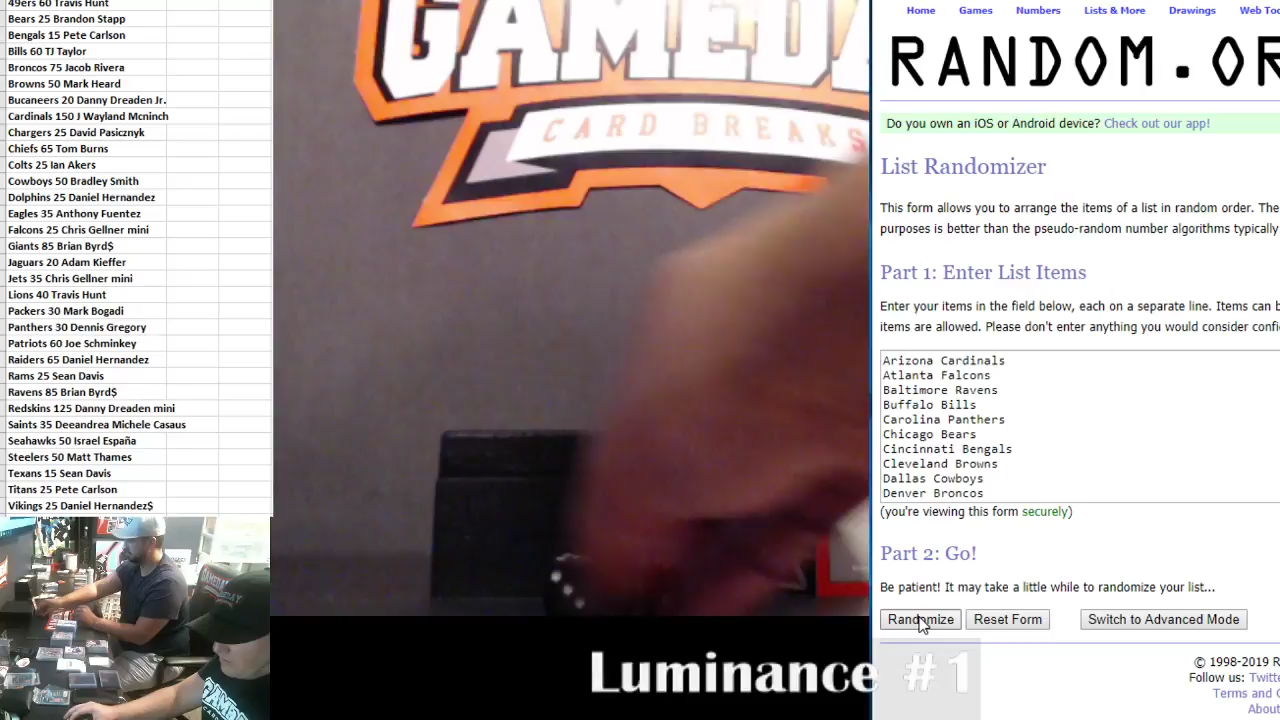 49ers 60 Travis Hunt
Bears 25 Brandon Stapp
Bengals 15 Pete Carlson
Bills 60 TJ Taylor
Broncos 75 Jacob Rivera
Browns 50 Mark Heard
Bucaneers 20 Danny Dreaden Jr.
Cardinals 150 J Wayland Mcninch
Chargers 25 David Pasicznyk
Chiefs 65 Tom Burns
Colts 25 Ian Akers
Cowboys 50 Bradley Smith
Dolphins 25 Daniel Hernandez
Eagles 35 Anthony Fuentez
Falcons 25 Chris Gellner mini
Giants 85 Brian Byrd$
Jaguars 20 Adam Kieffer
Jets 35 Chris Gellner mini
Lions 40 Travis Hunt
Packers 30 Mark Bogadi
Panthers 30 Dennis Gregory
Patriots 60 Joe Schminkey
Raiders 65 Daniel Hernandez
Rams 25 Sean Davis
Ravens 85 Brian Byrd$
Redskins 125 Danny Dreaden mini
Saints 35 Deeandrea Michele Casaus
Seahawks 50 Israel España
Steelers 50 Matt Thames
Texans 15 Sean Davis
Titans 25 Pete Carlson
Vikings 25 Daniel Hernandez$
GAMEDA
CARD BREAKS
Home Games Numbers Lists & More Drawings Web Too
RANDOM.OR
Do you own an iOS or Android device? Check out our app!
List Randomizer
This form allows you to arrange the items of a list in random order. The
purposes is better than the pseudo-random number algorithms typically
Part 1: Enter List Items
Enter your items in the field below, each on a separate line. Items can b
items are allowed. Please don't enter anything you would consider confi
Arizona Cardinals
Atlanta Falcons
Baltimore Ravens
Buffalo Bills
Carolina Panthers
Chicago Bears
Cincinnati Bengals
Cleveland Browns
Dallas Cowboys
Denver Broncos
(you're viewing this form securely)
Part 2: Go!
Be patient! It may take a little while to randomize your list...
Randomize Reset Form Switch to Advanced Mode
© 1998-2019 R
Follow us: Twitte
Terms and C
About
Luminance #1